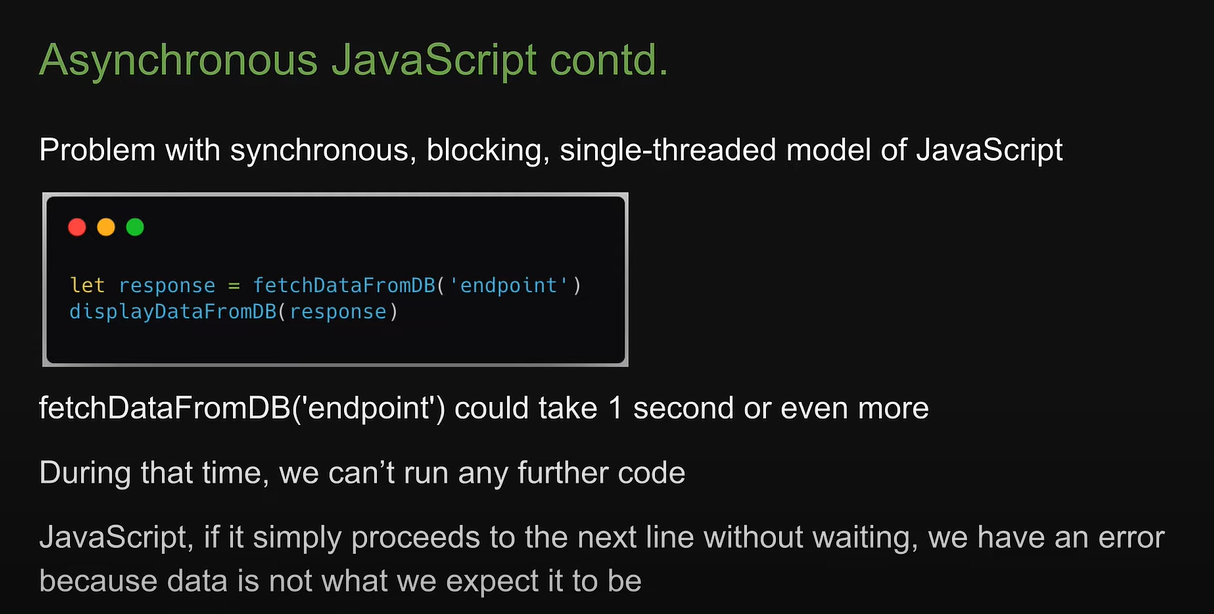 Asynchronous JavaScript contd.
Problem with synchronous, blocking, single-threaded model of JavaScript
let response = fetchDataFromDB('endpoint')
displayDataFromDB(response)
fetchDataFromDB('endpoint') could take 1 second or even more
During that time, we can’t run any further code
JavaScript, if it simply proceeds to the next line without waiting, we have an error
because data is not what we expect it to be